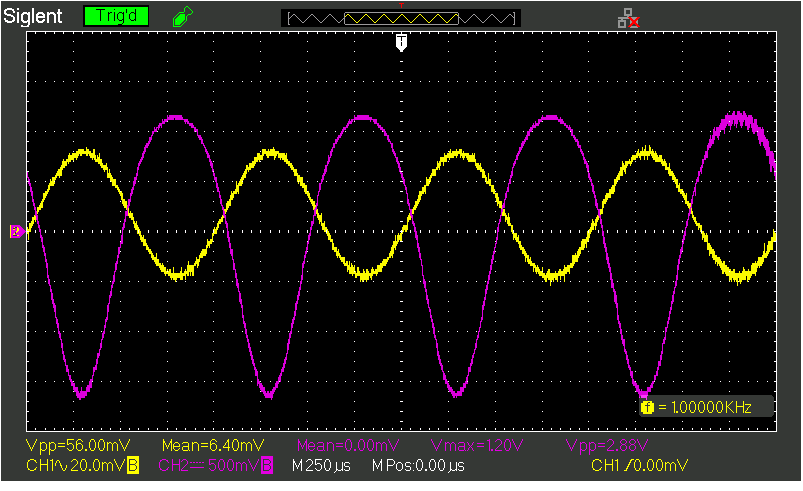 Siglent Trig'd
T
f = 1.00000KHz
Vpp=56.00mV Mean=6.40mV Mean=0.00mV Vmax=1.20V Vpp=2.88V
CH1∿ 20.0mV B CH2⎓ 500mV B M 250µs M Pos:0.00µs CH1 / 0.00mV